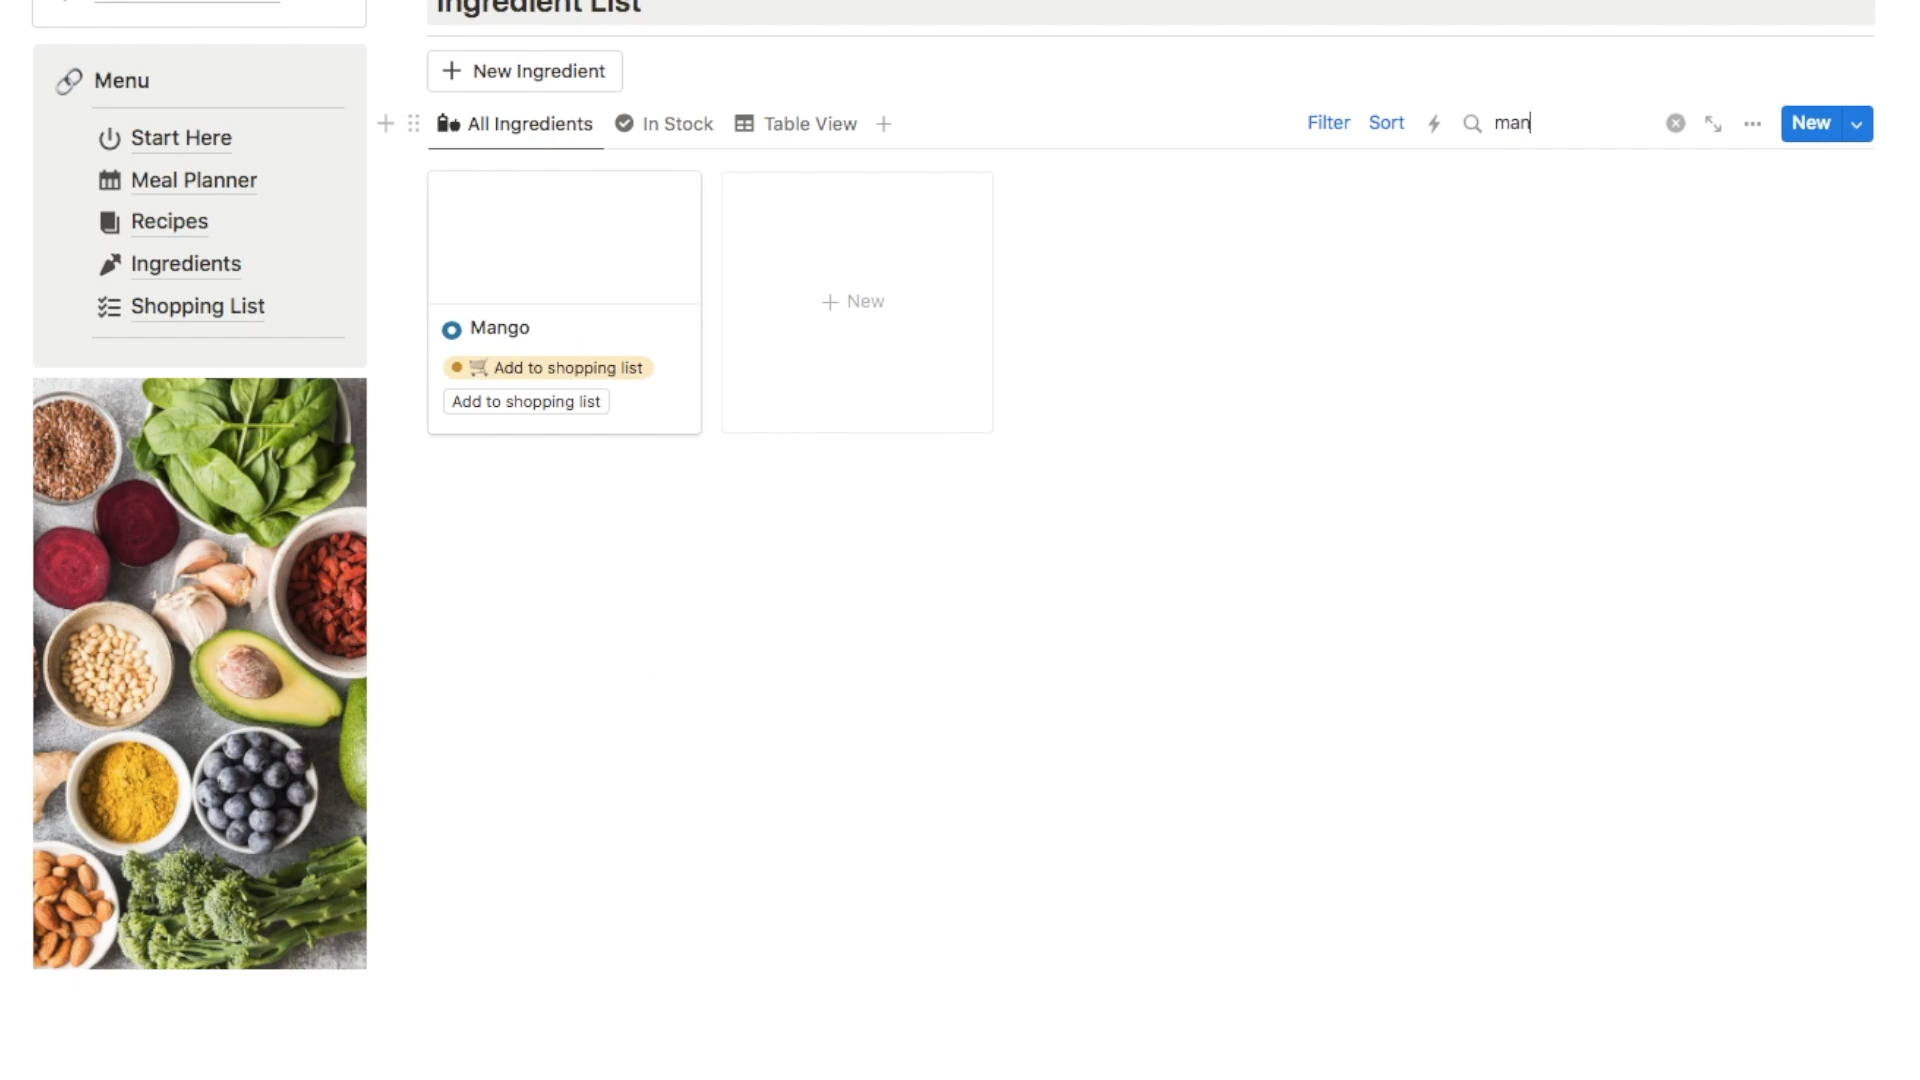 Ingredient List
Menu
Start Here
Meal Planner
Recipes
Ingredients
Shopping List
New Ingredient
All Ingredients In Stock Table View Filter Sort man New
Mango
Add to shopping list
Add to shopping list
New